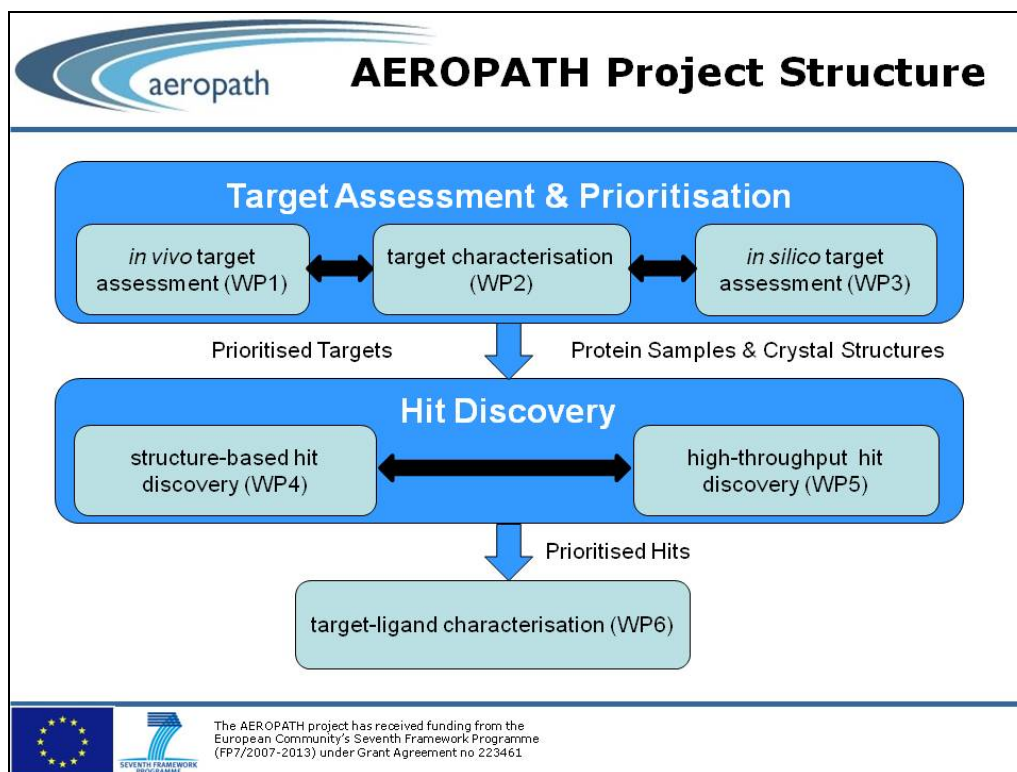 aeropath
AEROPATH Project Structure
Target Assessment & Prioritisation
in vivo target
assessment (WP1)
target characterisation
(WP2)
in silico target
assessment (WP3)
Prioritised Targets
Protein Samples & Crystal Structures
Hit Discovery
structure-based hit
discovery (WP4)
high-throughput hit
discovery (WP5)
Prioritised Hits
target-ligand characterisation (WP6)
SEVENTH FRAMEWORK
PROGRAMME
The AEROPATH project has received funding from the
European Community's Seventh Framework Programme
(FP7/2007-2013) under Grant Agreement no 223461